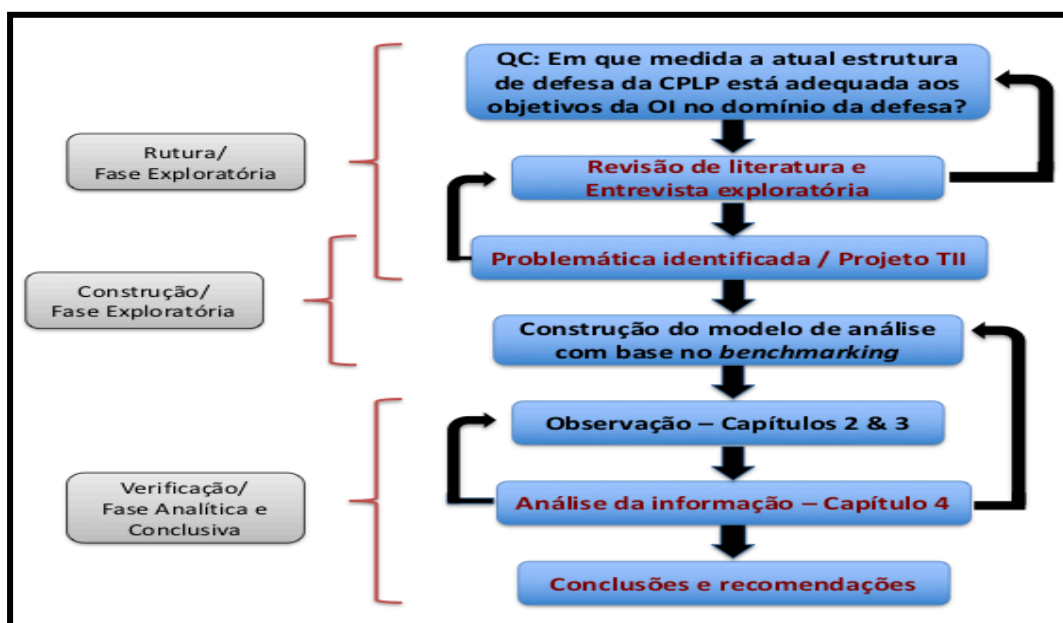 QC: Em que medida a atual estrutura
de defesa da CPLP está adequada aos
objetivos da OI no domínio da defesa?
Rutura/
Fase Exploratória
Revisão de literatura e
Entrevista exploratória
Problemática identificada / Projeto TII
Construção/
Fase Exploratória
Construção do modelo de análise
com base no benchmarking
Observação – Capítulos 2 & 3
Verificação/
Fase Analítica e
Conclusiva
Análise da informação – Capítulo 4
Conclusões e recomendações